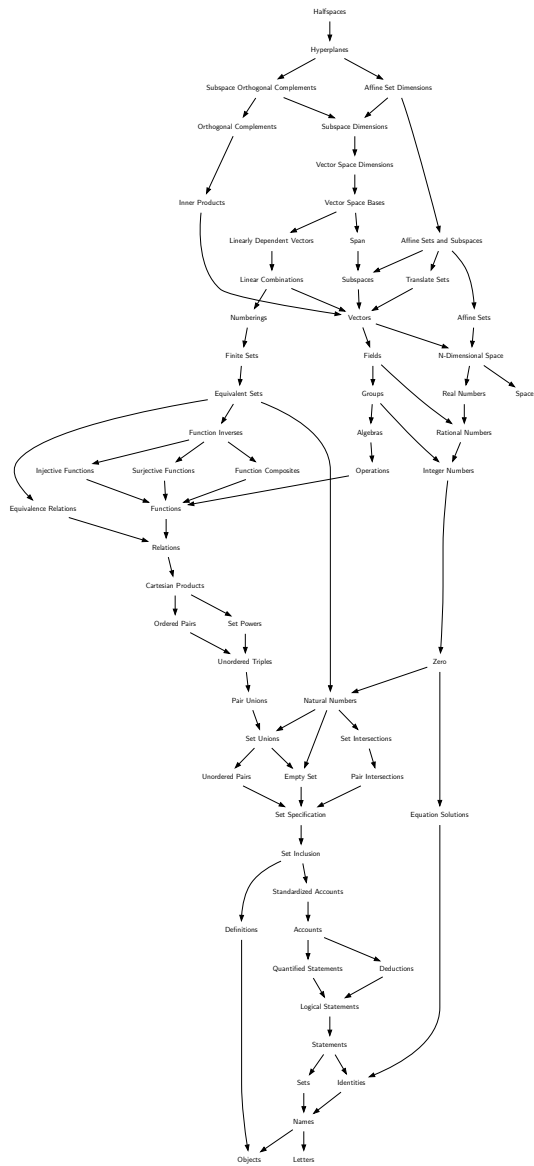 Halfspaces
Hyperplanes
Subspace Orthogonal Complements
Affine Set Dimensions
Orthogonal Complements
Subspace Dimensions
Vector Space Dimensions
Inner Products
Vector Space Bases
Linearly Dependent Vectors
Span
Affine Sets and Subspaces
Linear Combinations
Subspaces
Translate Sets
Numberings
Vectors
Affine Sets
Finite Sets
Fields
N-Dimensional Space
Equivalent Sets
Groups
Real Numbers
Space
Function Inverses
Algebras
Rational Numbers
Injective Functions
Surjective Functions
Function Composites
Operations
Integer Numbers
Equivalence Relations
Functions
Relations
Cartesian Products
Ordered Pairs
Set Powers
Unordered Triples
Zero
Pair Unions
Natural Numbers
Set Unions
Set Intersections
Unordered Pairs
Empty Set
Pair Intersections
Set Specification
Equation Solutions
Set Inclusion
Standardized Accounts
Definitions
Accounts
Quantified Statements
Deductions
Logical Statements
Statements
Sets
Identities
Names
Objects
Letters